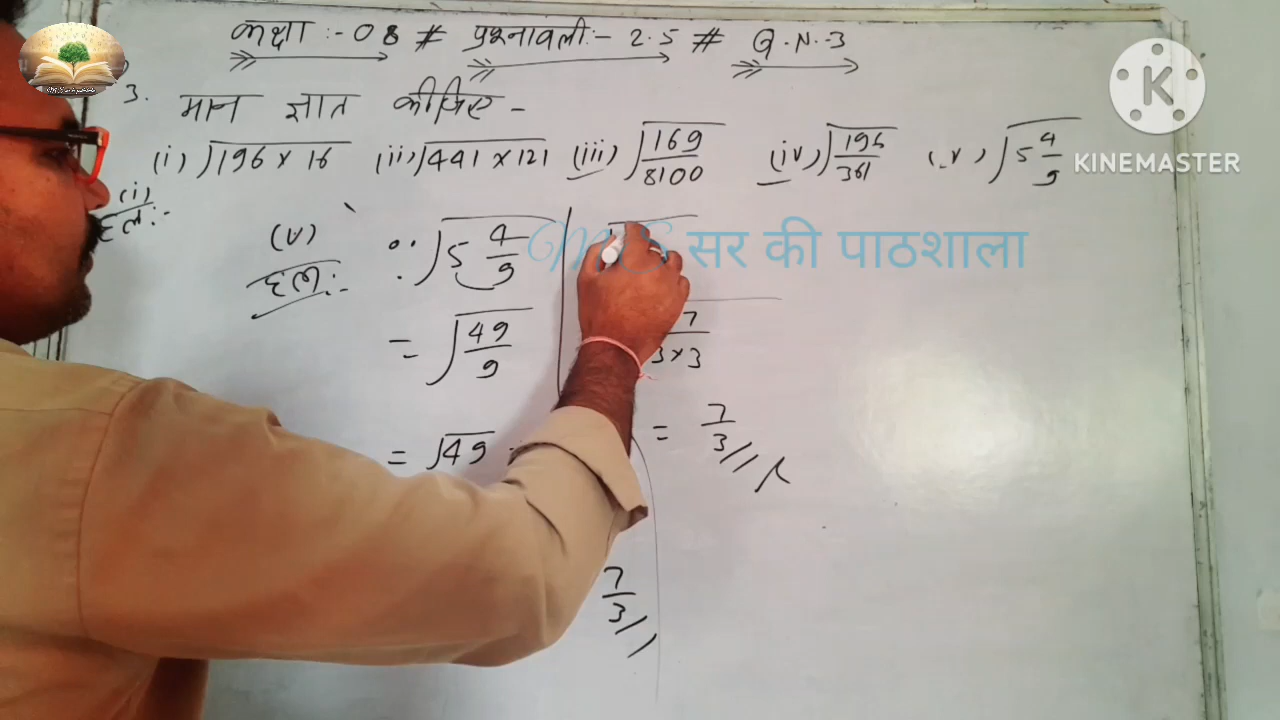 कक्षा :- 08 # प्रश्नावली:- 2.5 # Q.N.-3
3. मान ज्ञात कीजिए -
(i) √196 × 16 (ii) √441 × 121 (iii) √169/8100 (iv) √196/361 (v) √5 4/9
(i)
हल:-
(v)
हल:-
∵ √5 4/9
= √49/9
= √49
7/3
7
3×3
= 7/3
MS सर की पाठशाला
K
KINEMASTER